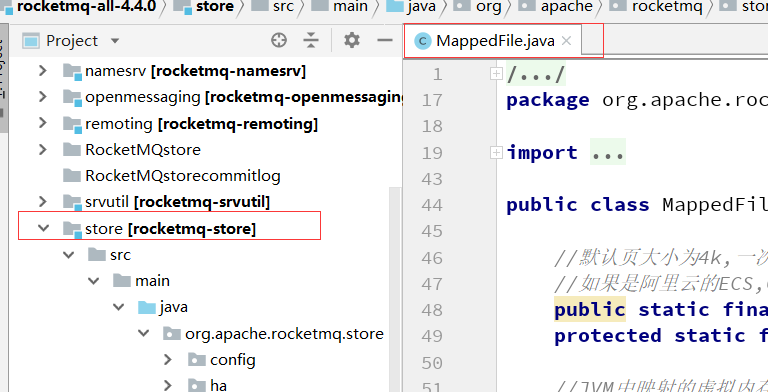 rocketmq-all-4.4.0 store src main java org apache rocketmq
Project
namesrv [rocketmq-namesrv]
openmessaging [rocketmq-openmessaging
remoting [rocketmq-remoting]
RocketMQstore
RocketMQstorecommitlog
srvutil [rocketmq-srvutil]
store [rocketmq-store]
src
main
java
org.apache.rocketmq.store
config
ha
MappedFile.java
1 /.../
17 package org.apache.roc
18
19 import ...
43
44 public class MappedFil
45
46 //默认页大小为4k,一次
47 //如果是阿里云的ECS,
48 public static fina
49 protected static f
50
51 //JVM中映射的虚拟内存